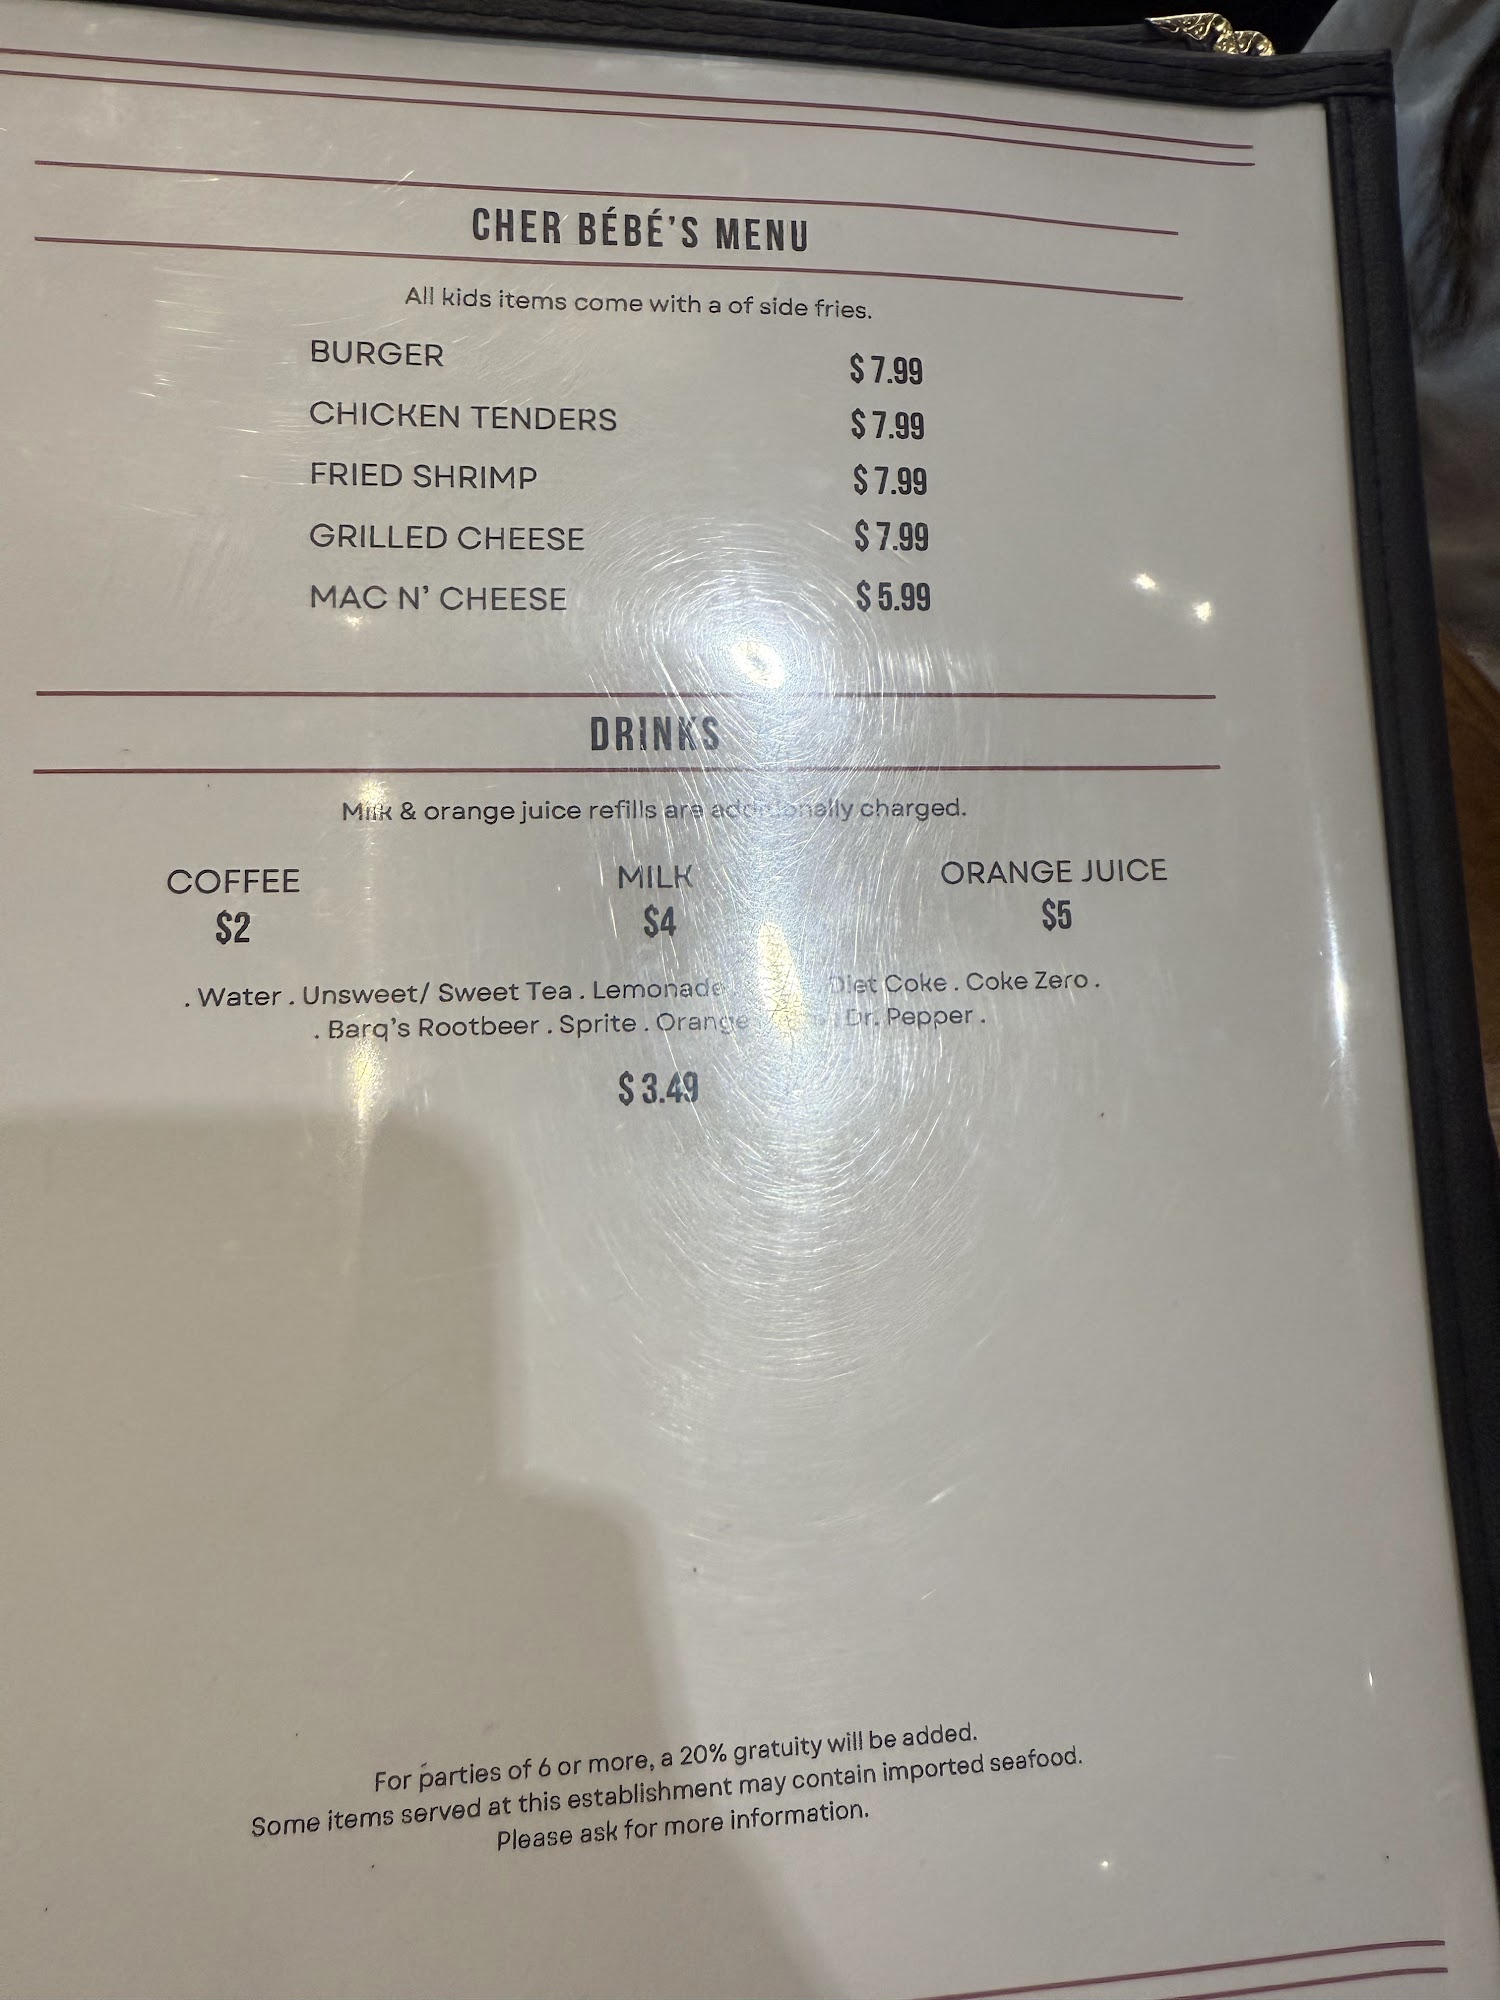 CHER BÉBÉ'S MENU
All kids items come with a of side fries.
BURGER $7.99
CHICKEN TENDERS $7.99
FRIED SHRIMP $7.99
GRILLED CHEESE $7.99
MAC N' CHEESE $5.99
DRINKS
Milk & orange juice refills are additionally charged.
COFFEE MILK ORANGE JUICE
$2 $4 $5
. Water . Unsweet/ Sweet Tea . Lemonade Diet Coke . Coke Zero .
. Barq's Rootbeer . Sprite . Orange Dr. Pepper .
$3.49
For parties of 6 or more, a 20% gratuity will be added.
Some items served at this establishment may contain imported seafood.
Please ask for more information.